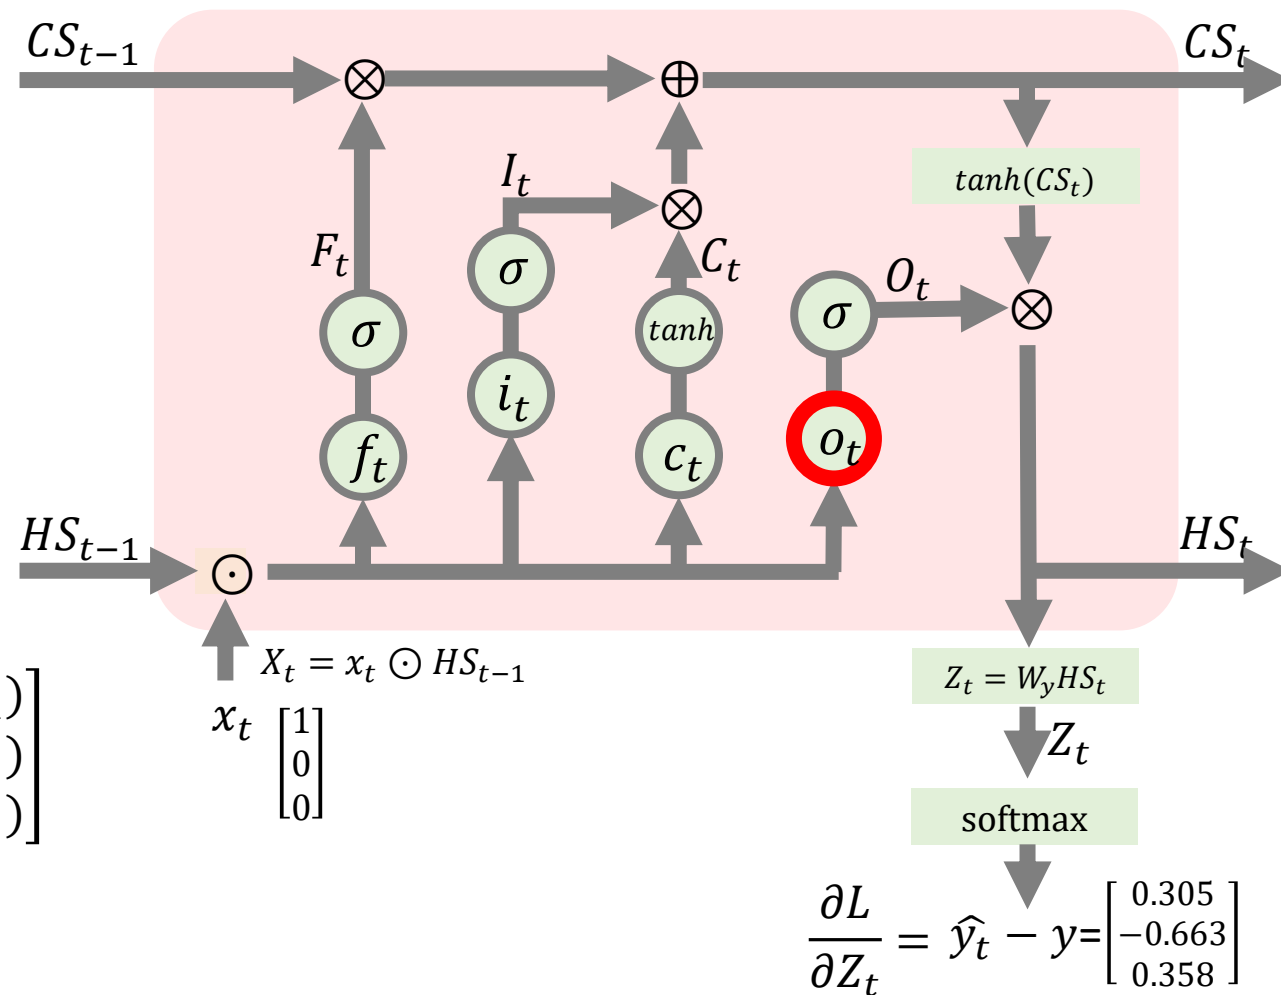 CS_{t−1}
CS_t
⊗
⊕
tanh(CS_t)
I_t
⊗
F_t
σ
C_t
O_t
σ
σ
tanh
⊗
i_t
f_t
c_t
o_t
HS_{t−1}
HS_t
⊙
X_t = x_t ⊙ HS_{t−1}
Z_t = W_y HS_t
)
)
)
x_t
[1
0
0]
Z_t
softmax
∂L/∂Z_t = ŷ_t − y= [0.305
−0.663
0.358]